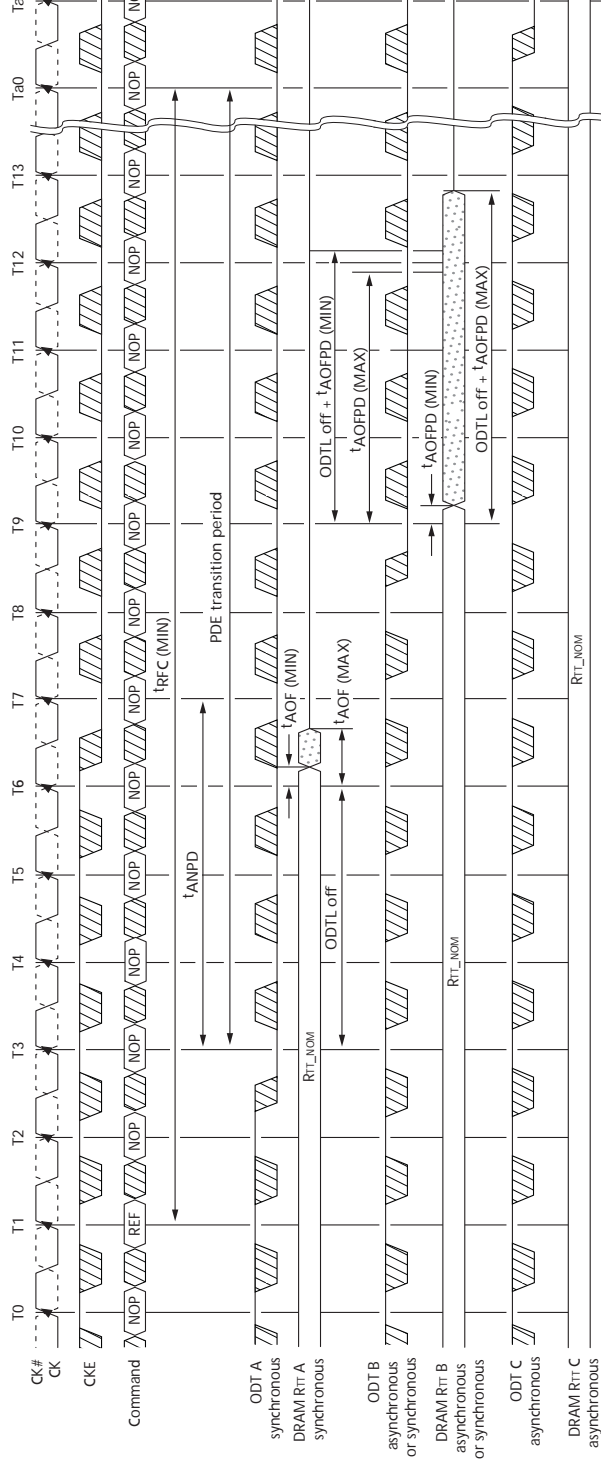 T0 T1 T2 T3 T4 T5 T6 T7 T8 T9 T10 T11 T12 T13 Ta0 Ta
CK#
CK
CKE
Command
NOP REF NOP NOP NOP NOP NOP NOP NOP NOP NOP NOP NOP NOP NOP
tRFC (MIN)
tANPD
PDE transition period
ODT A
synchronous
tAOF (MIN)
DRAM RTT A
synchronous
RTT_NOM
ODTL off
tAOF (MAX)
ODTL off + tAOFPD (MIN)
tAOFPD (MAX)
ODT B
asynchronous
or synchronous
tAOFPD (MIN)
DRAM RTT B
asynchronous
or synchronous
RTT_NOM
ODTL off + tAOFPD (MAX)
ODT C
asynchronous
DRAM RTT C
asynchronous
RTT_NOM